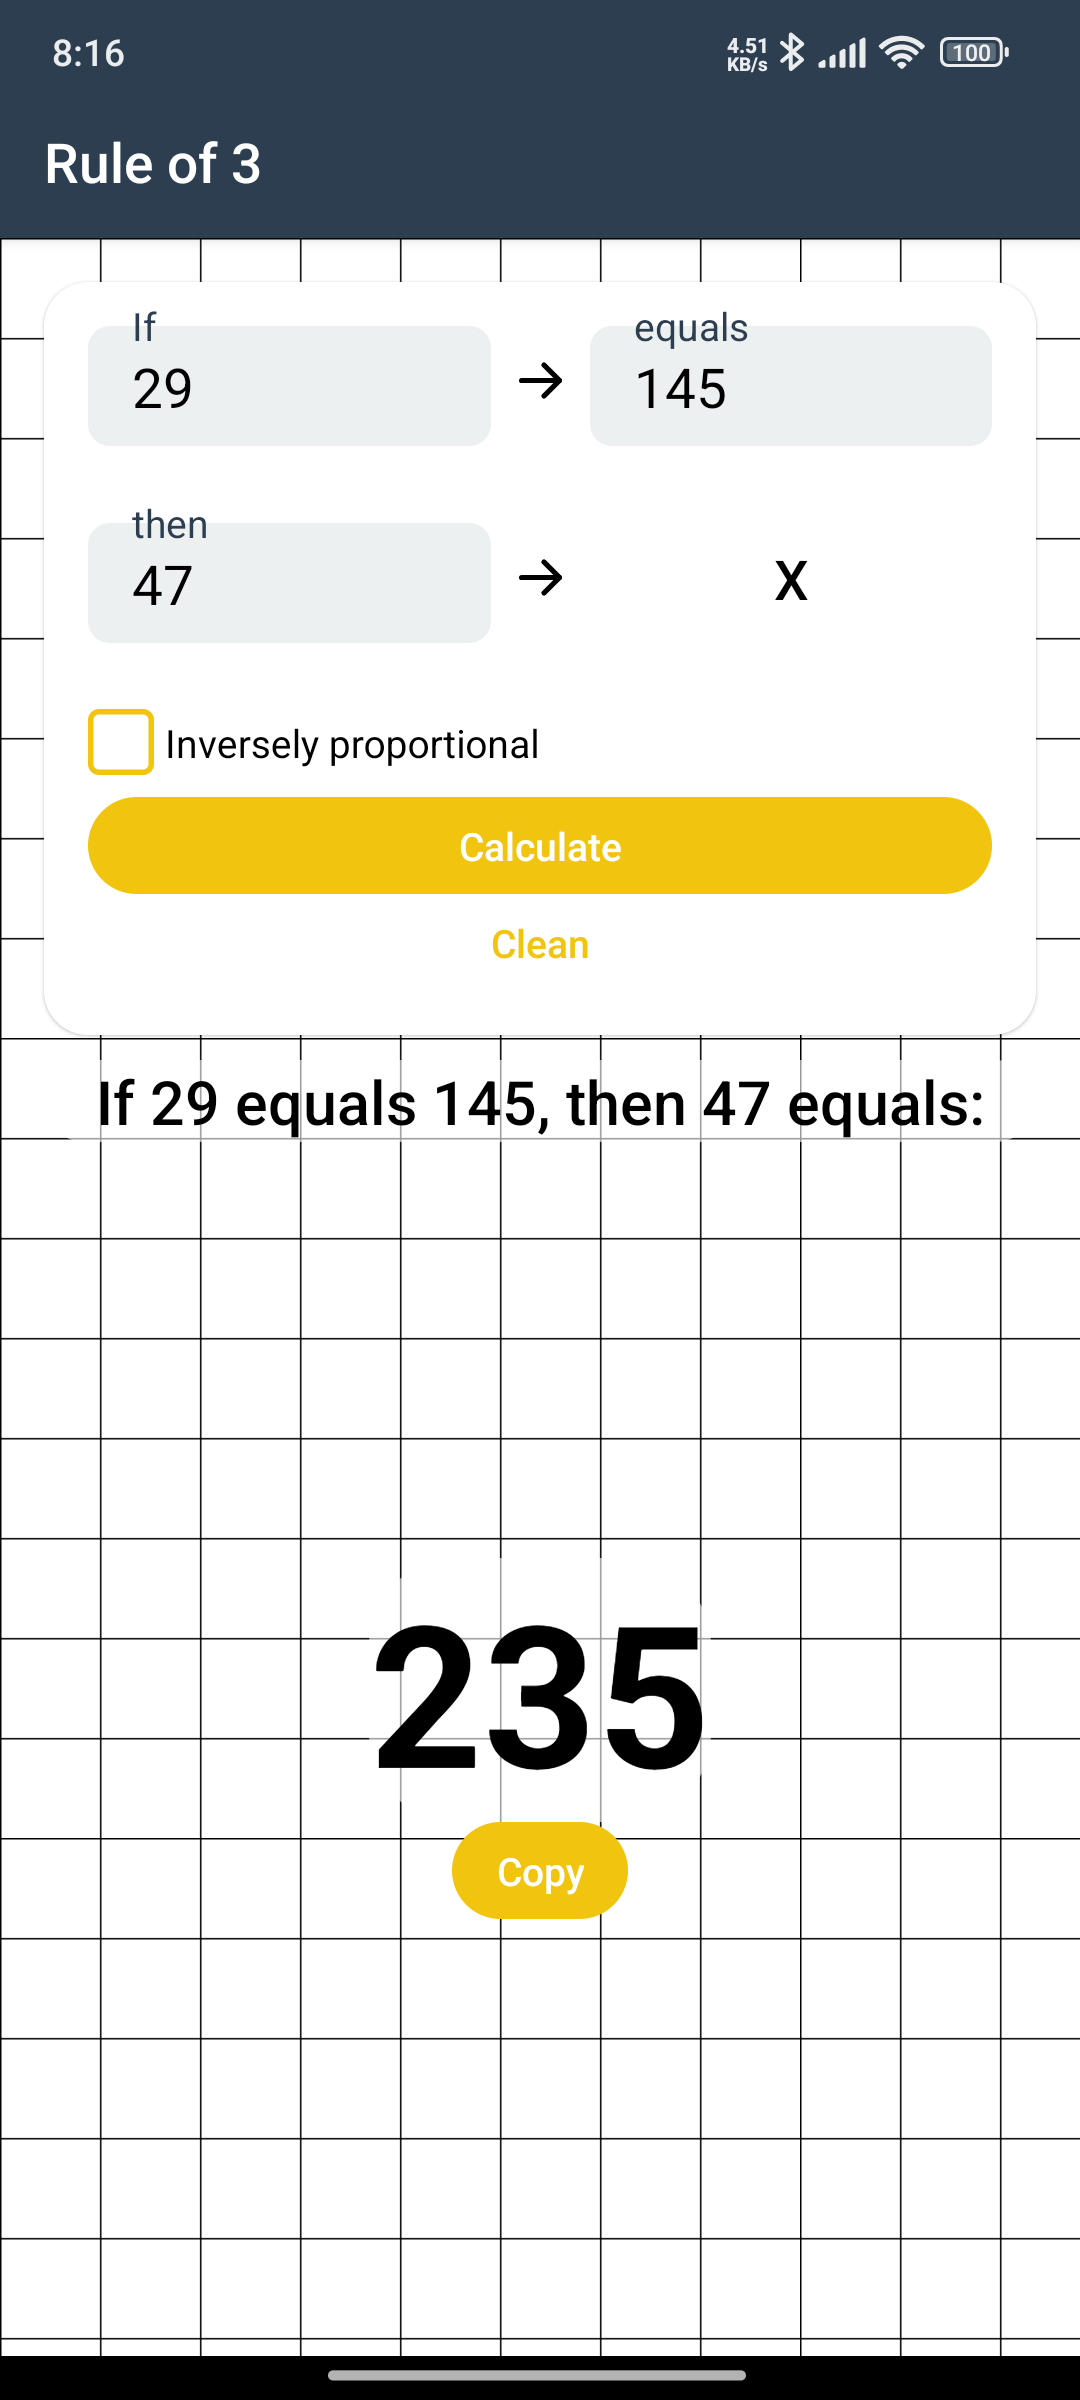 8:16
4.51
KB/s
100
Rule of 3
If
equals
29
145
then
47
X
Inversely proportional
Calculate
Clean
If 29 equals 145, then 47 equals:
235
Copy